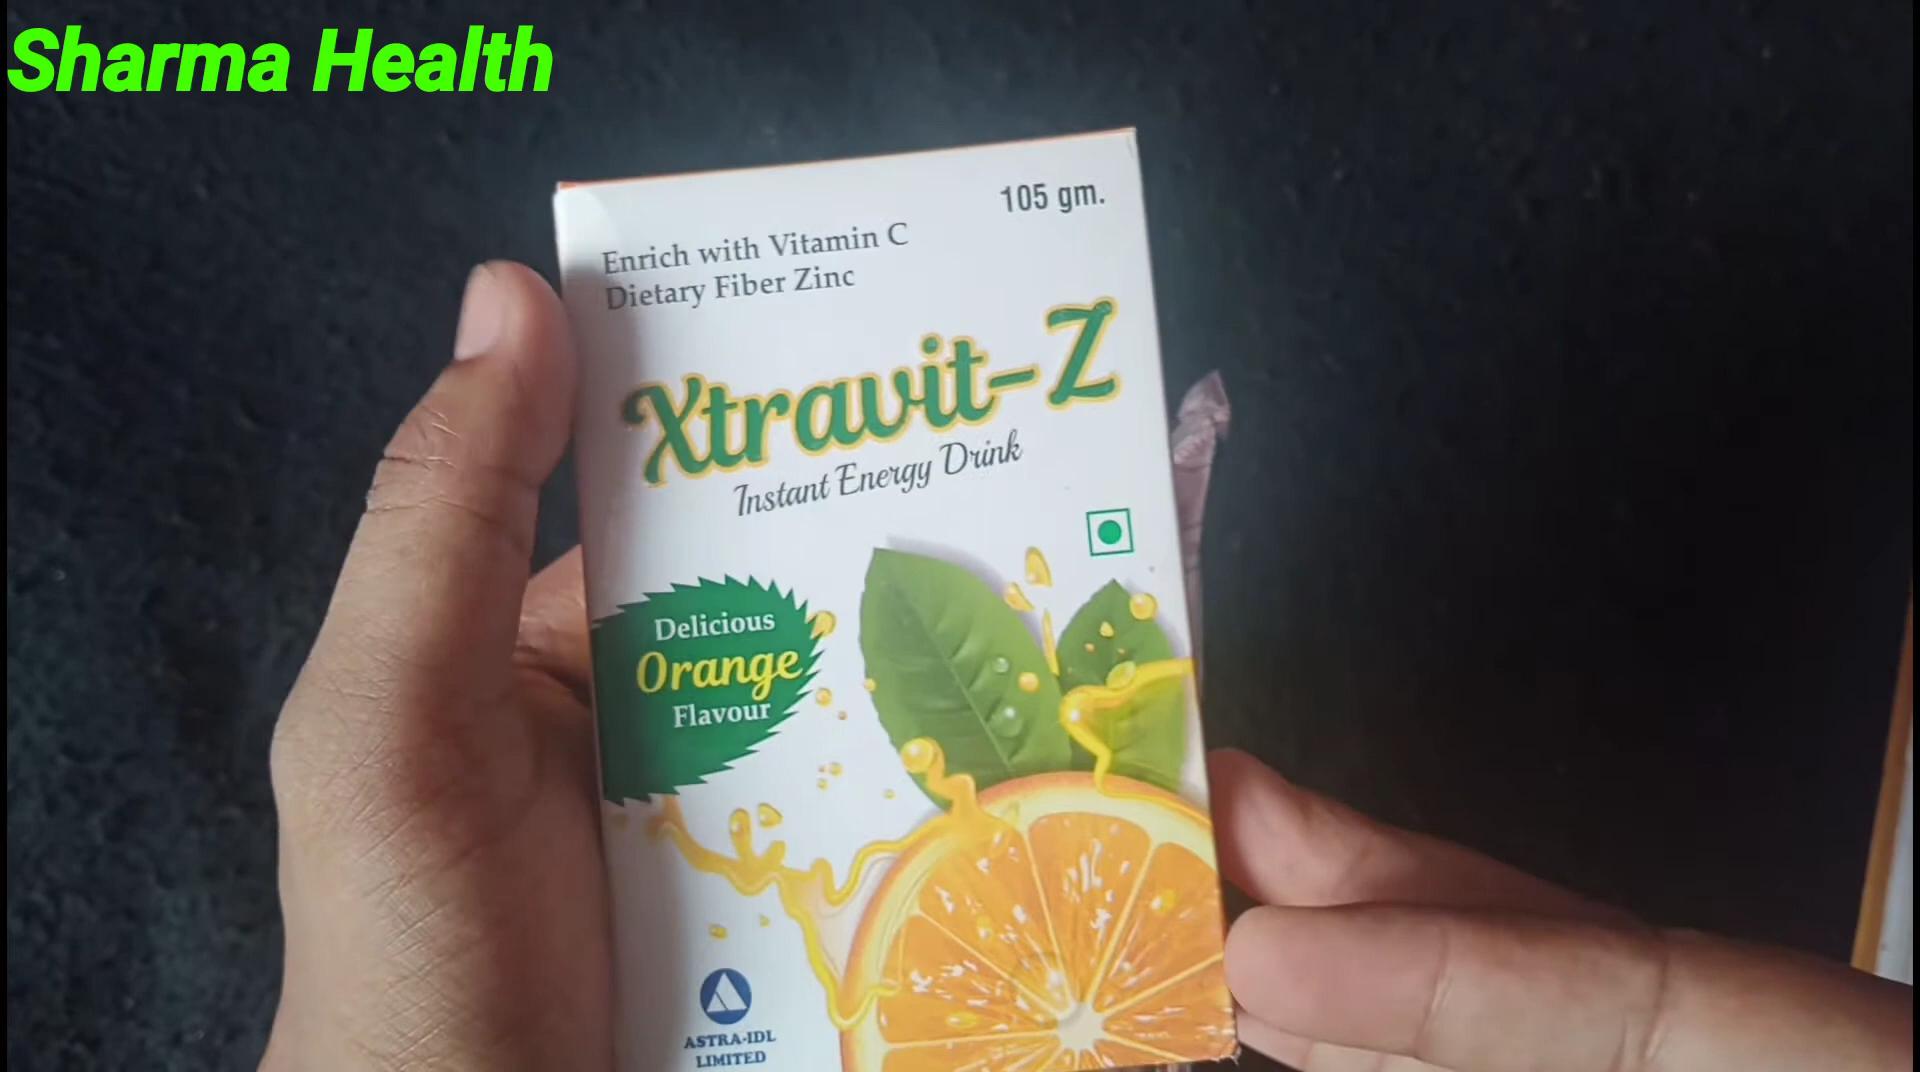 Sharma Health
105 gm.
Enrich with Vitamin C
Dietary Fiber Zinc
Xtravit-Z
Instant Energy Drink
Delicious
Orange
Flavour
ASTRA-IDL
LIMITED